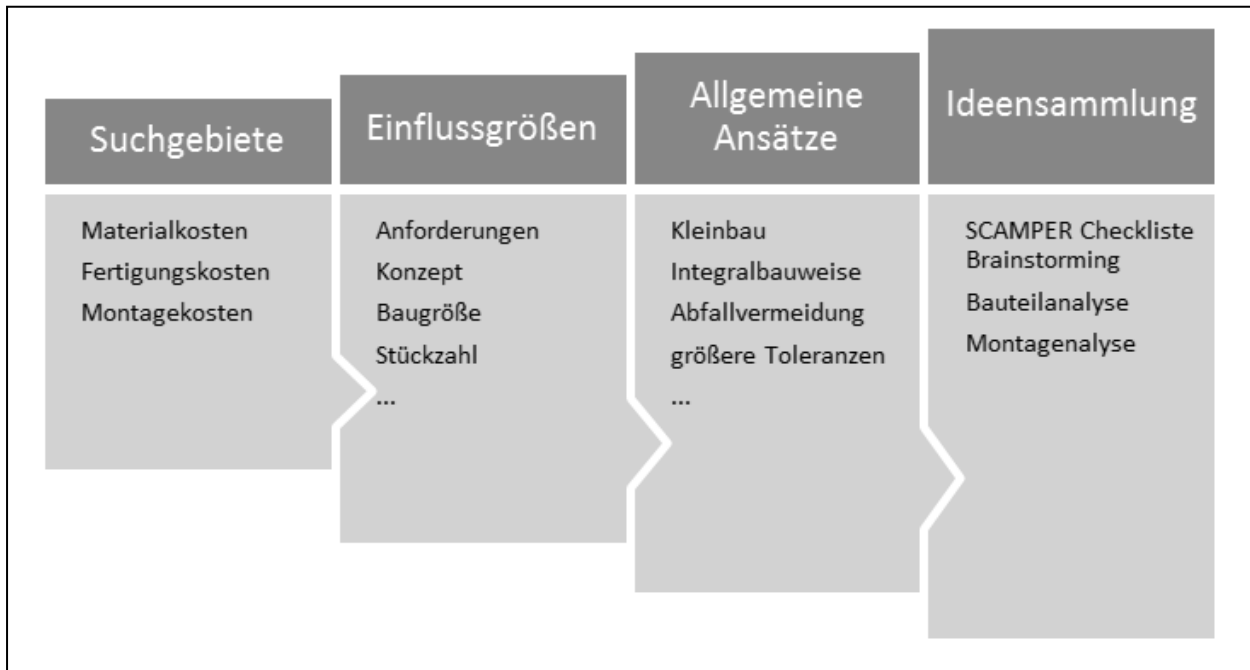 Suchgebiete
Materialkosten
Fertigungskosten
Montagekosten
Einflussgrößen
Anforderungen
Konzept
Baugröße
Stückzahl
...
Allgemeine
Ansätze
Kleinbau
Integralbauweise
Abfallvermeidung
größere Toleranzen
...
Ideensammlung
SCAMPER Checkliste
Brainstorming
Bauteilanalyse
Montagenalyse